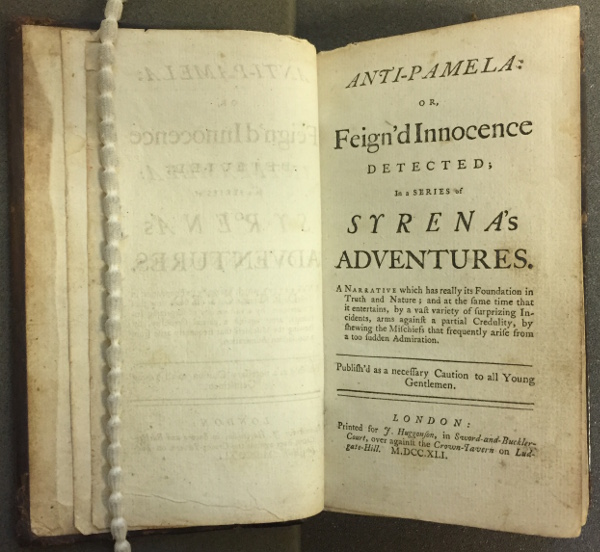 ANTI-PAMELA:
OR,
Feign'd Innocence
DETECTED;
In a SERIES of
SYRENA's
ADVENTURES.
A NARRATIVE which has really its Foundation in
Truth and Nature; and at the ſame time that
it entertains, by a vaſt variety of ſurprizing In-
cidents, arms againſt a partial Credulity, by
ſhewing the Miſchiefs that frequently ariſe from
a too ſudden Admiration.
Publiſh'd as a neceſſary Caution to all Young
Gentlemen.
LONDON:
Printed for J. Huggonſon, in Sword-and-Buckler-
Court, over againſt the Crown-Tavern on Lud-
gate-Hill. M.DCC.XLI.